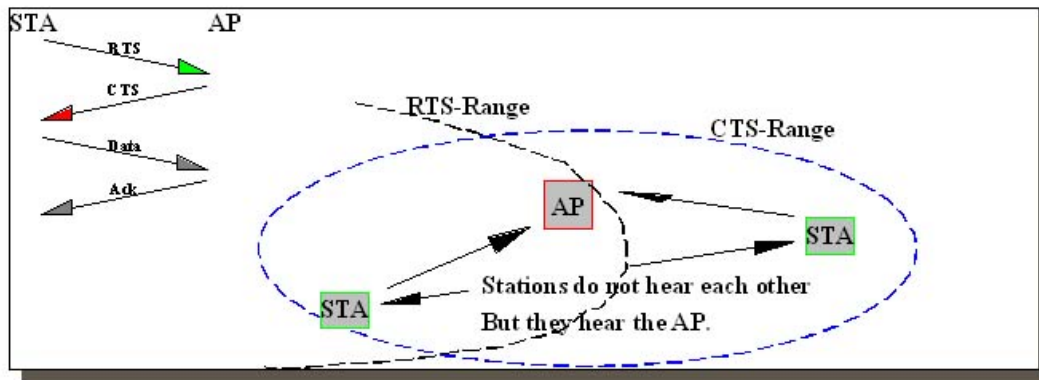 STA AP
RTS
CTS
Data
Ack
RTS-Range
CTS-Range
AP
STA
STA
Stations do not hear each other
But they hear the AP.